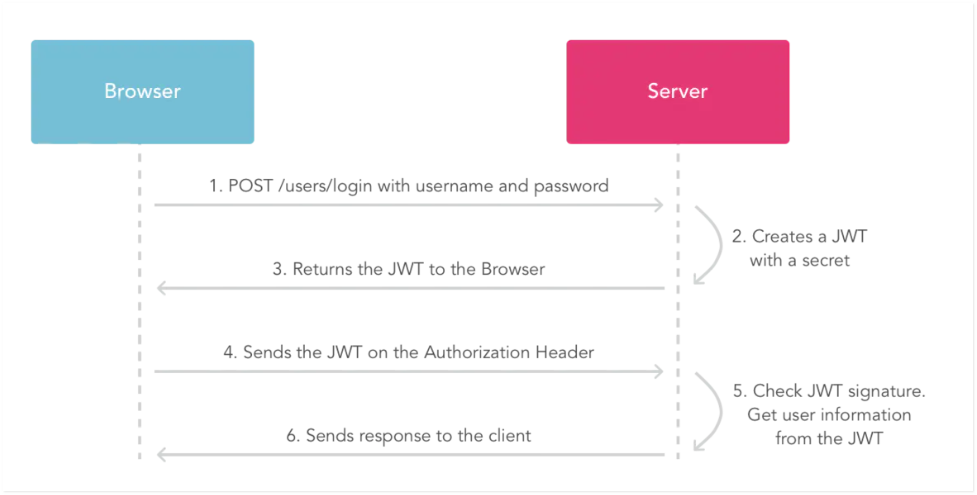 Browser
Server
1. POST /users/login with username and password
2. Creates a JWT
with a secret
3. Returns the JWT to the Browser
4. Sends the JWT on the Authorization Header
5. Check JWT signature.
Get user information
from the JWT
6. Sends response to the client